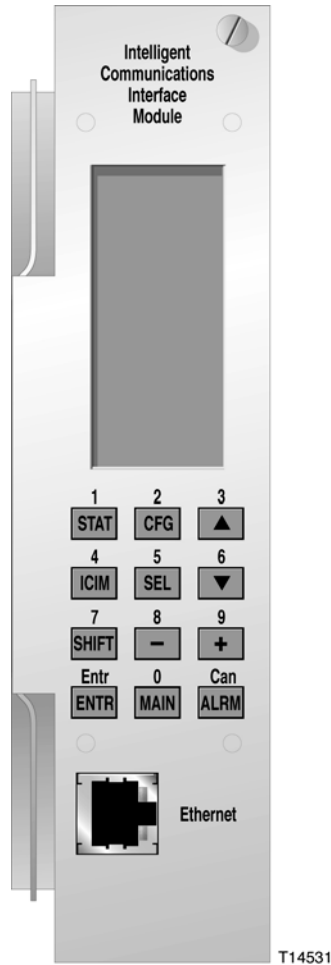 Intelligent
Communications
Interface
Module
1 2 3
STAT CFG ▲
4 5 6
ICIM SEL ▼
7 8 9
SHIFT − +
Entr 0 Can
ENTR MAIN ALRM
Ethernet
T14531